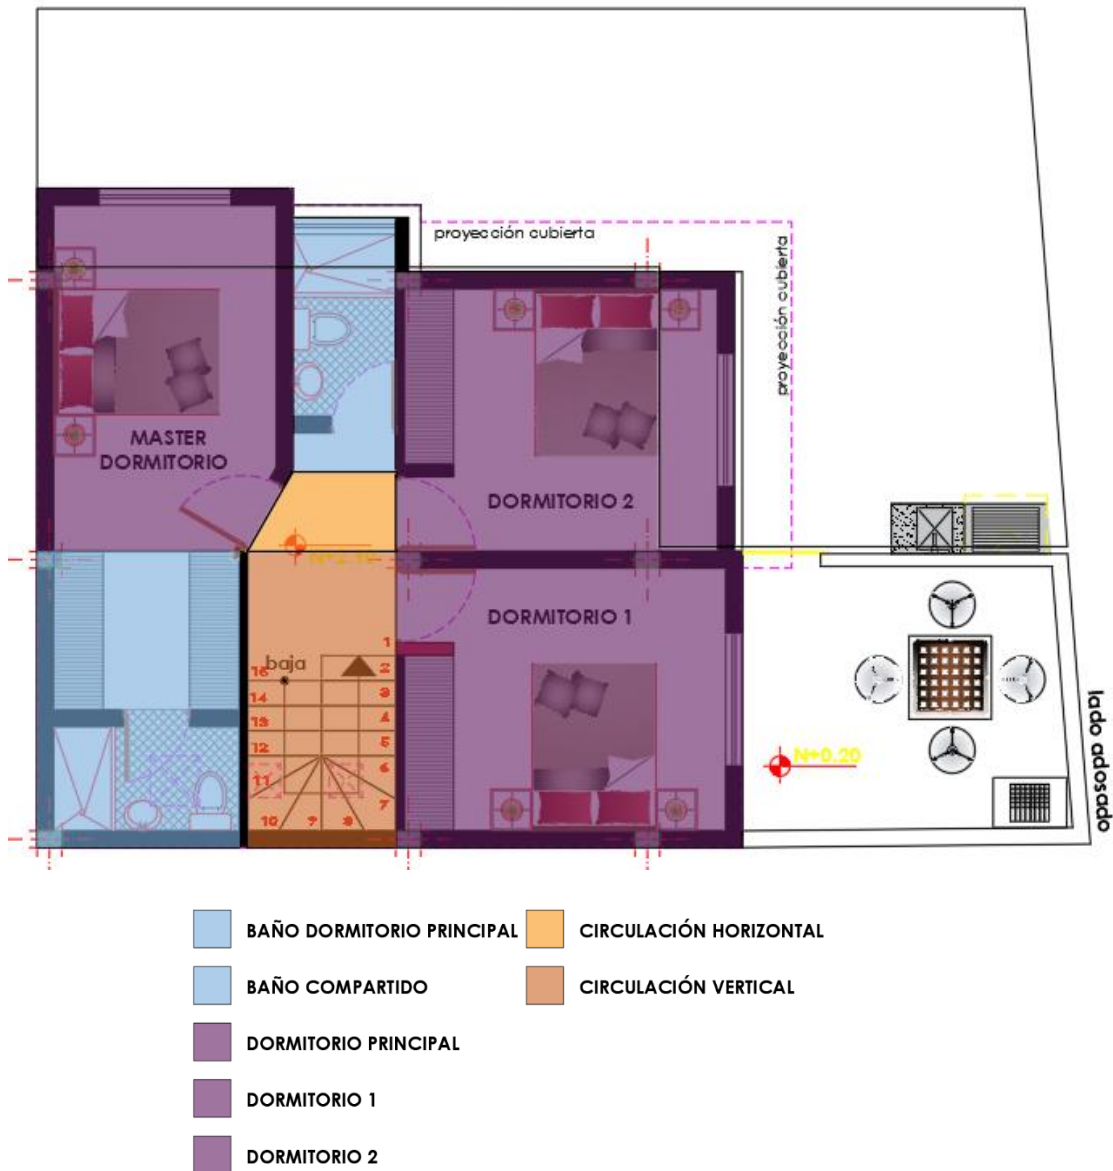 proyección cubierta
proyección cubierta
MASTER
DORMITORIO
DORMITORIO 2
DORMITORIO 1
baja
1
2
3
4
5
6
7
8
9
10
11
12
13
14
16
N+0.20
lado adosado
BAÑO DORMITORIO PRINCIPAL
CIRCULACIÓN HORIZONTAL
BAÑO COMPARTIDO
CIRCULACIÓN VERTICAL
DORMITORIO PRINCIPAL
DORMITORIO 1
DORMITORIO 2